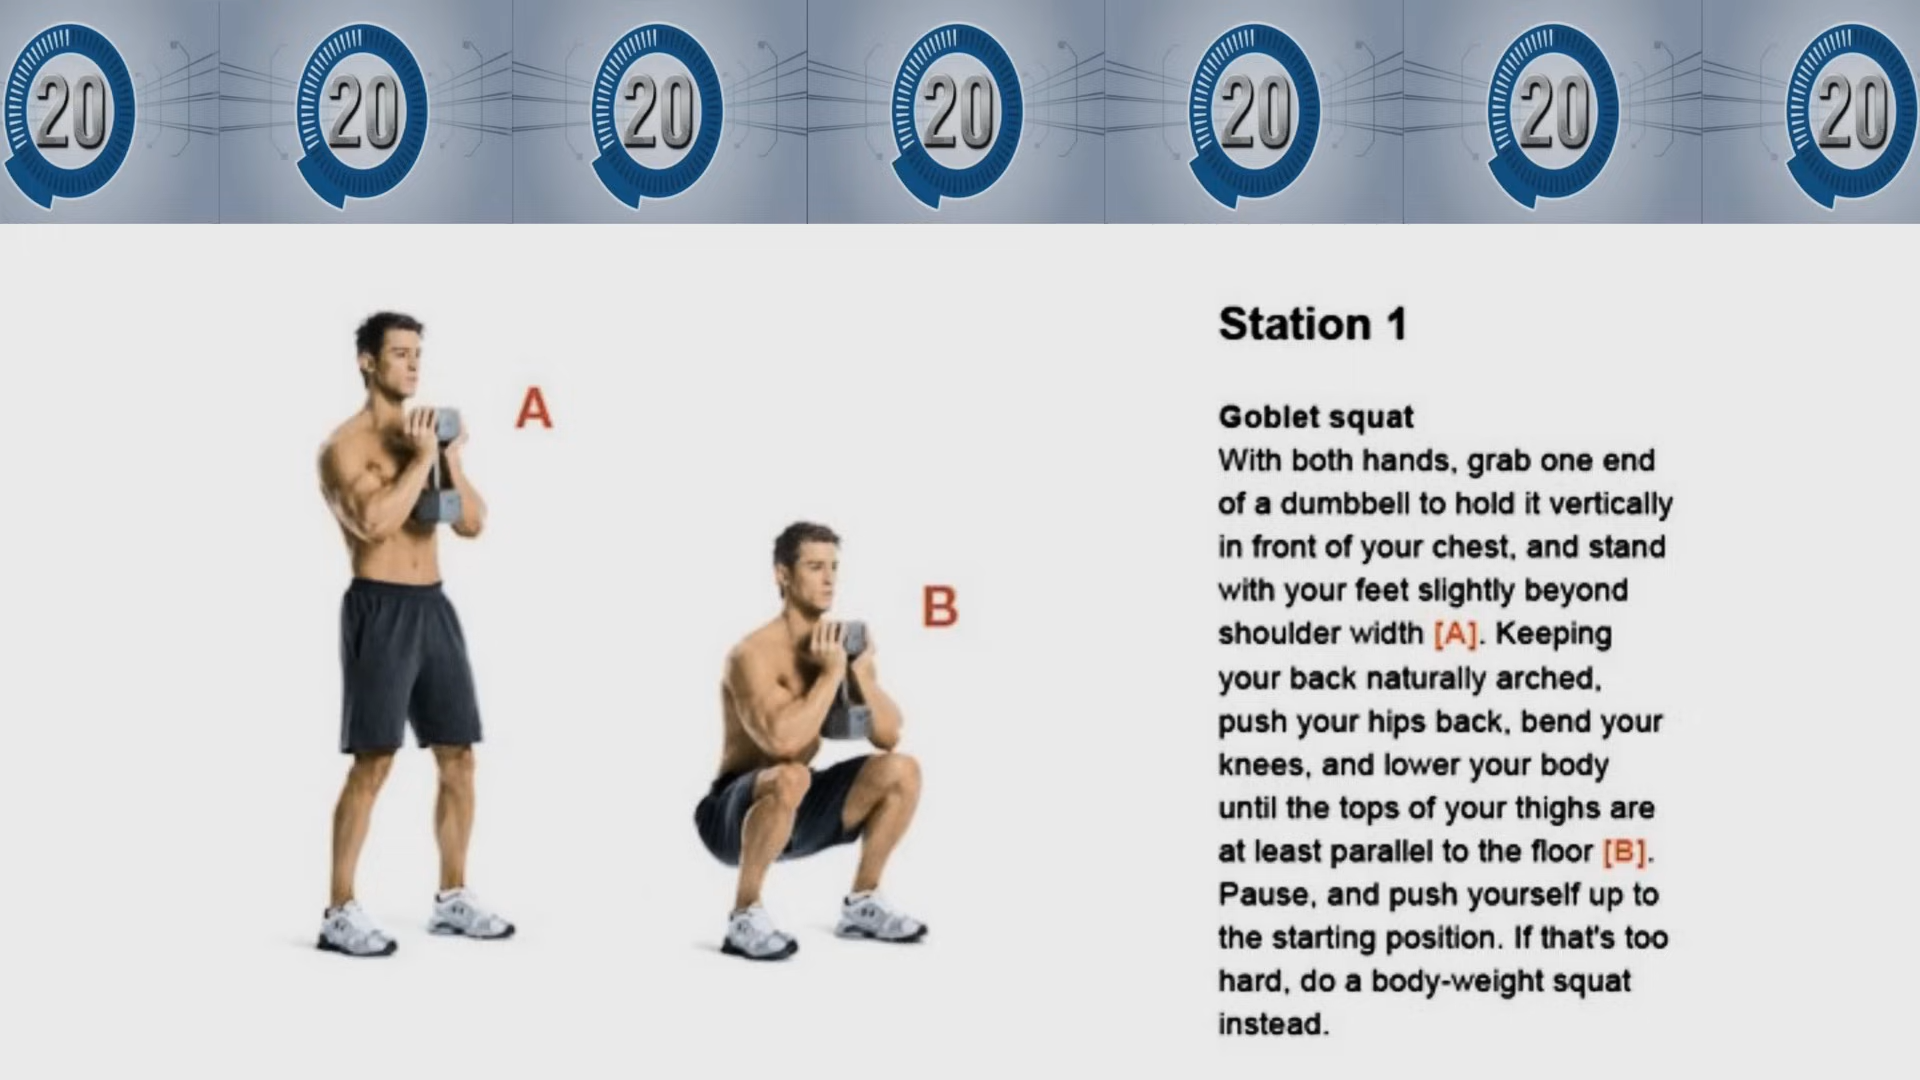 20 20 20 20 20 20 20
A
B
Station 1
Goblet squat
With both hands, grab one end
of a dumbbell to hold it vertically
in front of your chest, and stand
with your feet slightly beyond
shoulder width [A]. Keeping
your back naturally arched,
push your hips back, bend your
knees, and lower your body
until the tops of your thighs are
at least parallel to the floor [B].
Pause, and push yourself up to
the starting position. If that's too
hard, do a body-weight squat
instead.